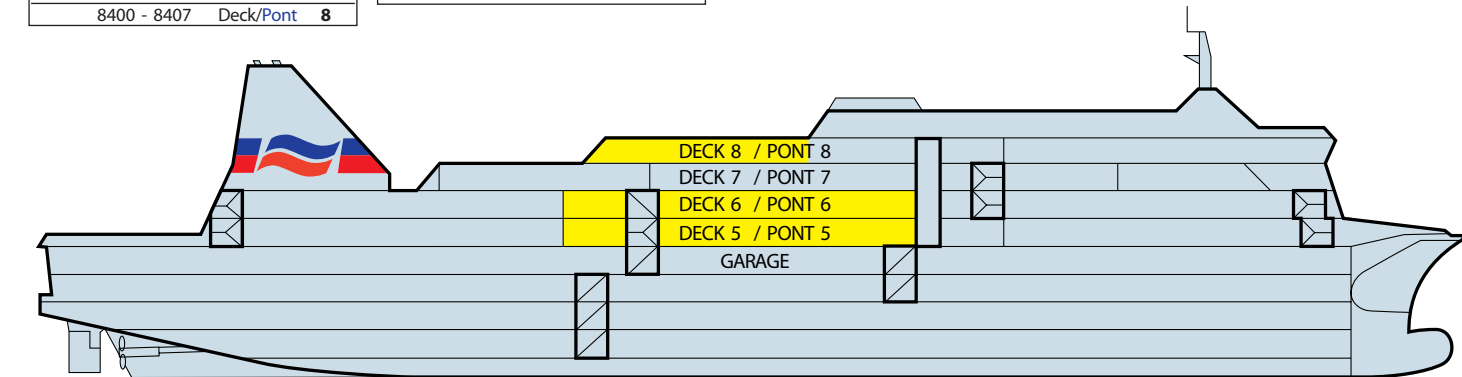 8400 - 8407 Deck/Pont 8
DECK 8 / PONT 8
DECK 7 / PONT 7
DECK 6 / PONT 6
DECK 5 / PONT 5
GARAGE